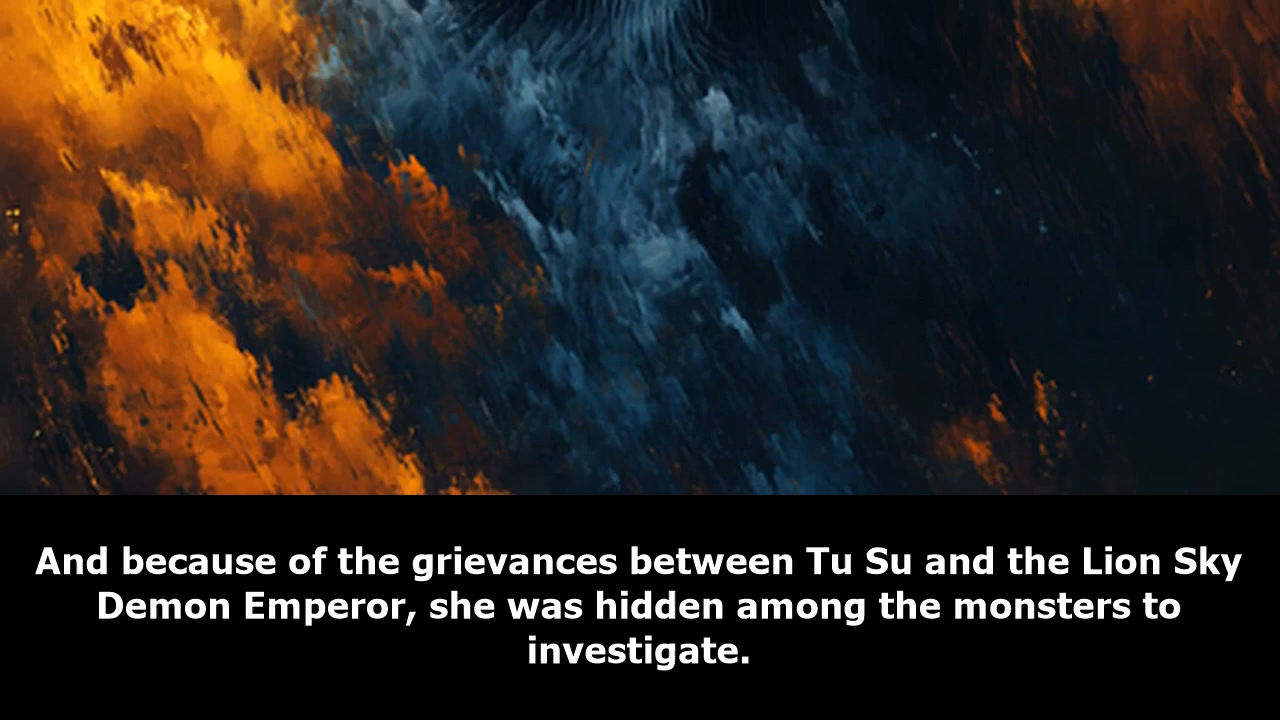 And because of the grievances between Tu Su and the Lion Sky
Demon Emperor, she was hidden among the monsters to
investigate.